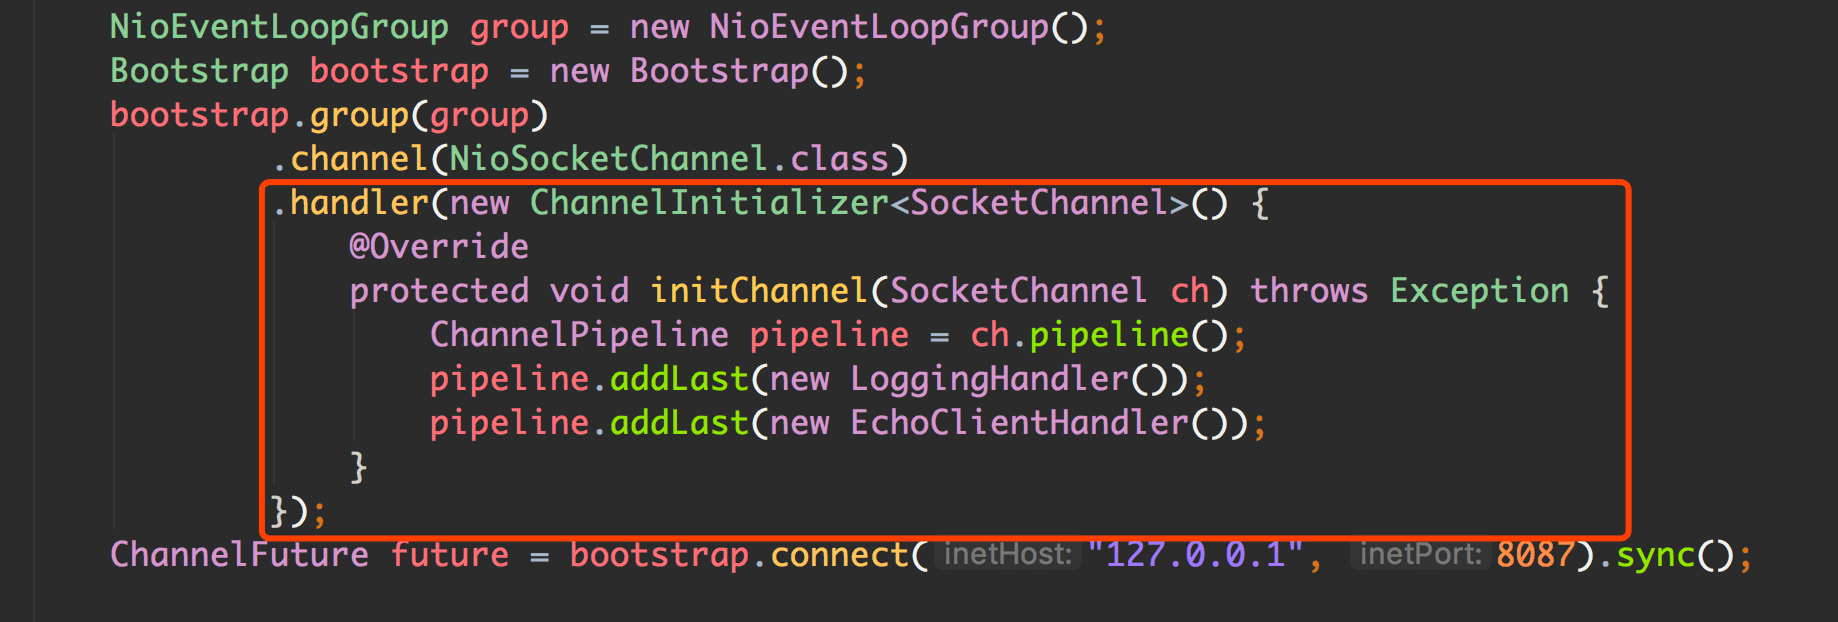 NioEventLoopGroup group = new NioEventLoopGroup();
Bootstrap bootstrap = new Bootstrap();
bootstrap.group(group)
.channel(NioSocketChannel.class)
.handler(new ChannelInitializer<SocketChannel>() {
@Override
protected void initChannel(SocketChannel ch) throws Exception {
ChannelPipeline pipeline = ch.pipeline();
pipeline.addLast(new LoggingHandler());
pipeline.addLast(new EchoClientHandler());
}
});
ChannelFuture future = bootstrap.connect( inetHost: "127.0.0.1", inetPort: 8087).sync();